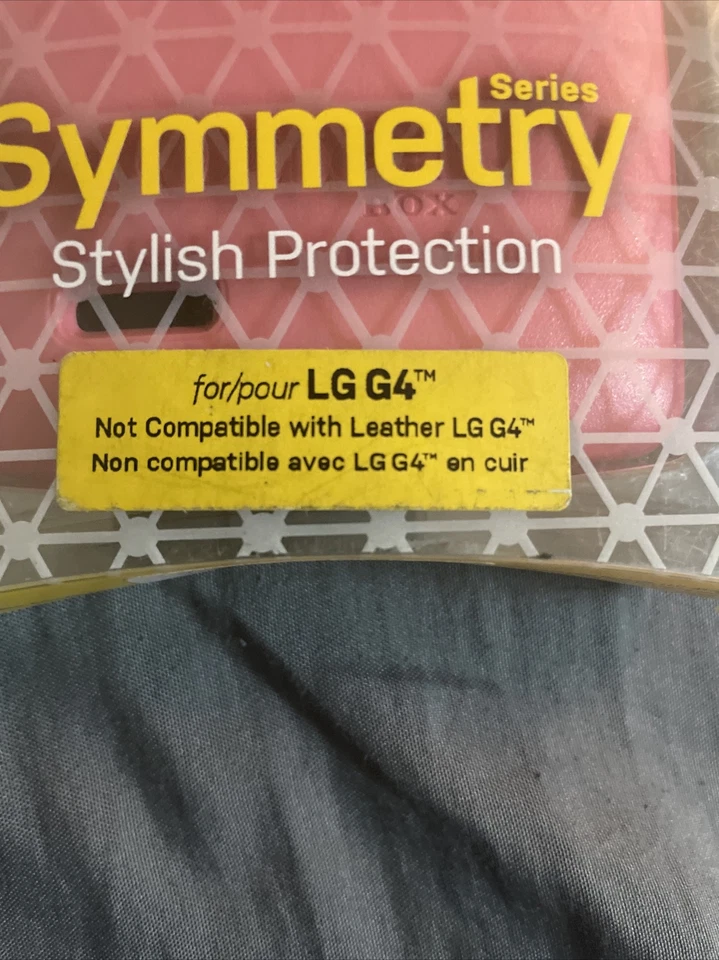 Series
Symmetry
Stylish Protection
for/pour LG G4™
Not Compatible with Leather LG G4™
Non compatible avec LG G4™ en cuir